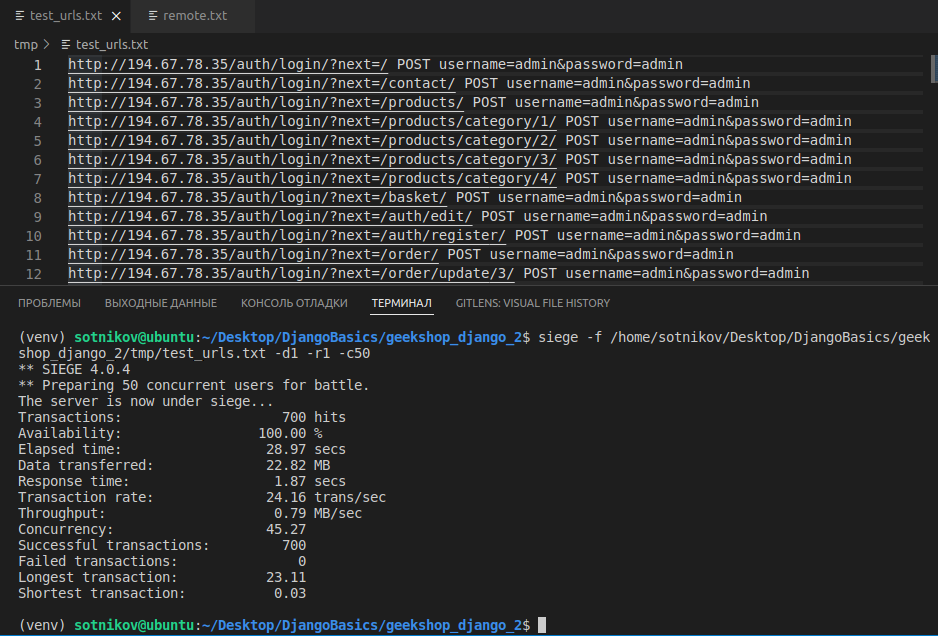 test_urls.txt × remote.txt
tmp > test_urls.txt
1 http://194.67.78.35/auth/login/?next=/ POST username=admin&password=admin
2 http://194.67.78.35/auth/login/?next=/contact/ POST username=admin&password=admin
3 http://194.67.78.35/auth/login/?next=/products/ POST username=admin&password=admin
4 http://194.67.78.35/auth/login/?next=/products/category/1/ POST username=admin&password=admin
5 http://194.67.78.35/auth/login/?next=/products/category/2/ POST username=admin&password=admin
6 http://194.67.78.35/auth/login/?next=/products/category/3/ POST username=admin&password=admin
7 http://194.67.78.35/auth/login/?next=/products/category/4/ POST username=admin&password=admin
8 http://194.67.78.35/auth/login/?next=/basket/ POST username=admin&password=admin
9 http://194.67.78.35/auth/login/?next=/auth/edit/ POST username=admin&password=admin
10 http://194.67.78.35/auth/login/?next=/auth/register/ POST username=admin&password=admin
11 http://194.67.78.35/auth/login/?next=/order/ POST username=admin&password=admin
12 http://194.67.78.35/auth/login/?next=/order/update/3/ POST username=admin&password=admin
ПРОБЛЕМЫ ВЫХОДНЫЕ ДАННЫЕ КОНСОЛЬ ОТЛАДКИ ТЕРМИНАЛ GITLENS: VISUAL FILE HISTORY
(venv) sotnikov@ubuntu:~/Desktop/DjangoBasics/geekshop_django_2$ siege -f /home/sotnikov/Desktop/DjangoBasics/geek
shop_django_2/tmp/test_urls.txt -d1 -r1 -c50
** SIEGE 4.0.4
** Preparing 50 concurrent users for battle.
The server is now under siege...
Transactions: 700 hits
Availability: 100.00 %
Elapsed time: 28.97 secs
Data transferred: 22.82 MB
Response time: 1.87 secs
Transaction rate: 24.16 trans/sec
Throughput: 0.79 MB/sec
Concurrency: 45.27
Successful transactions: 700
Failed transactions: 0
Longest transaction: 23.11
Shortest transaction: 0.03
(venv) sotnikov@ubuntu:~/Desktop/DjangoBasics/geekshop_django_2$